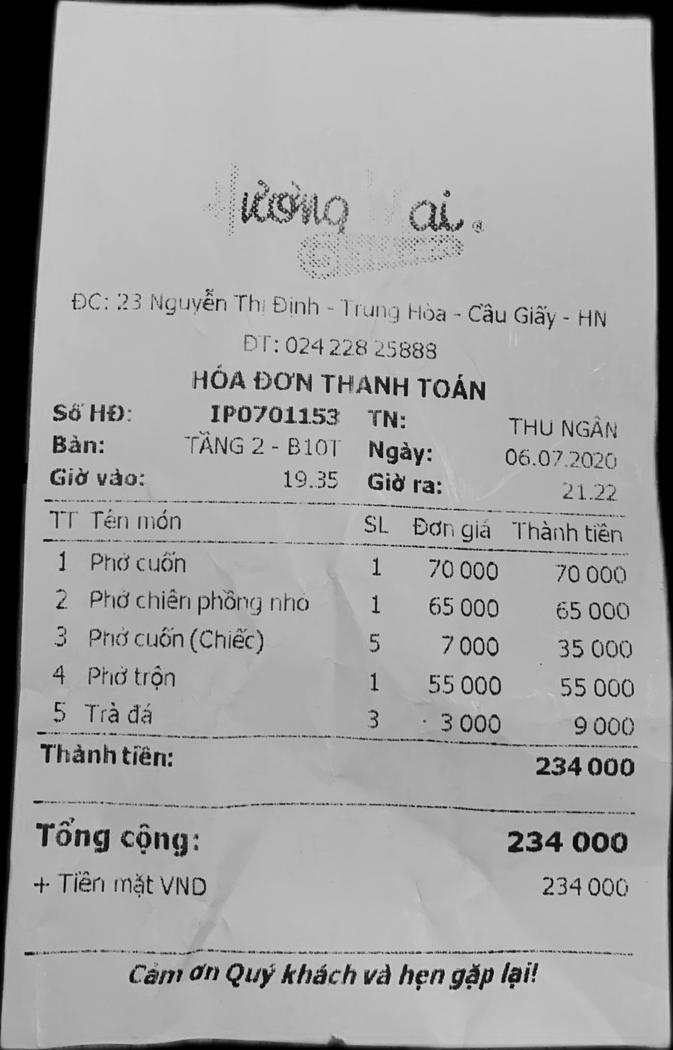 Hường Mai
ĐC: 23 Nguyễn Thị Định - Trung Hòa - Cầu Giấy - HN
ĐT: 024 228 25888
HÓA ĐƠN THANH TOÁN
Số HĐ: IP0701153 TN: THU NGÂN
Bàn: TẦNG 2 - B10T Ngày: 06.07.2020
Giờ vào: 19.35 Giờ ra: 21.22
TT Tên món SL Đơn giá Thành tiền
1 Phở cuốn 1 70 000 70 000
2 Phở chiên phồng nhỏ 1 65 000 65 000
3 Phở cuốn (Chiếc) 5 7 000 35 000
4 Phở trộn 1 55 000 55 000
5 Trà đá 3 3 000 9 000
Thành tiền: 234 000
Tổng cộng: 234 000
+ Tiền mặt VND 234 000
Cảm ơn Quý khách và hẹn gặp lại!